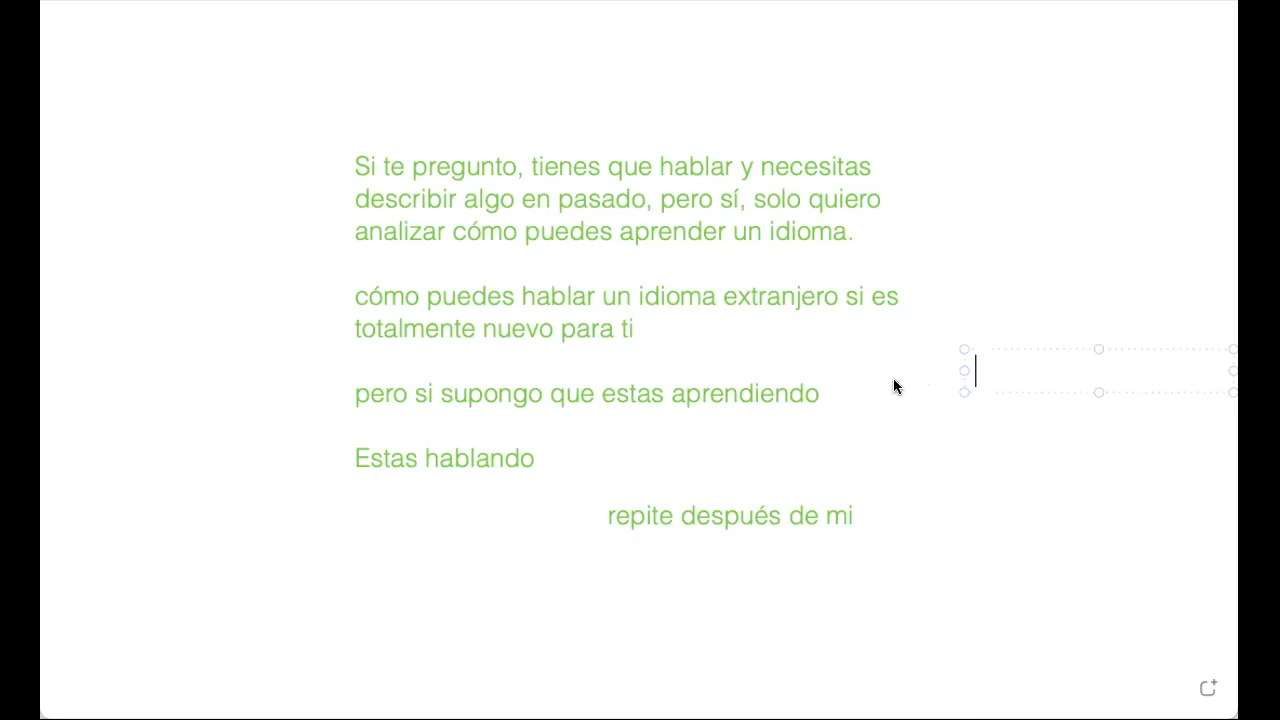 Si te pregunto, tienes que hablar y necesitas
describir algo en pasado, pero sí, solo quiero
analizar cómo puedes aprender un idioma.
cómo puedes hablar un idioma extranjero si es
totalmente nuevo para ti
pero si supongo que estas aprendiendo
Estas hablando
repite después de mi